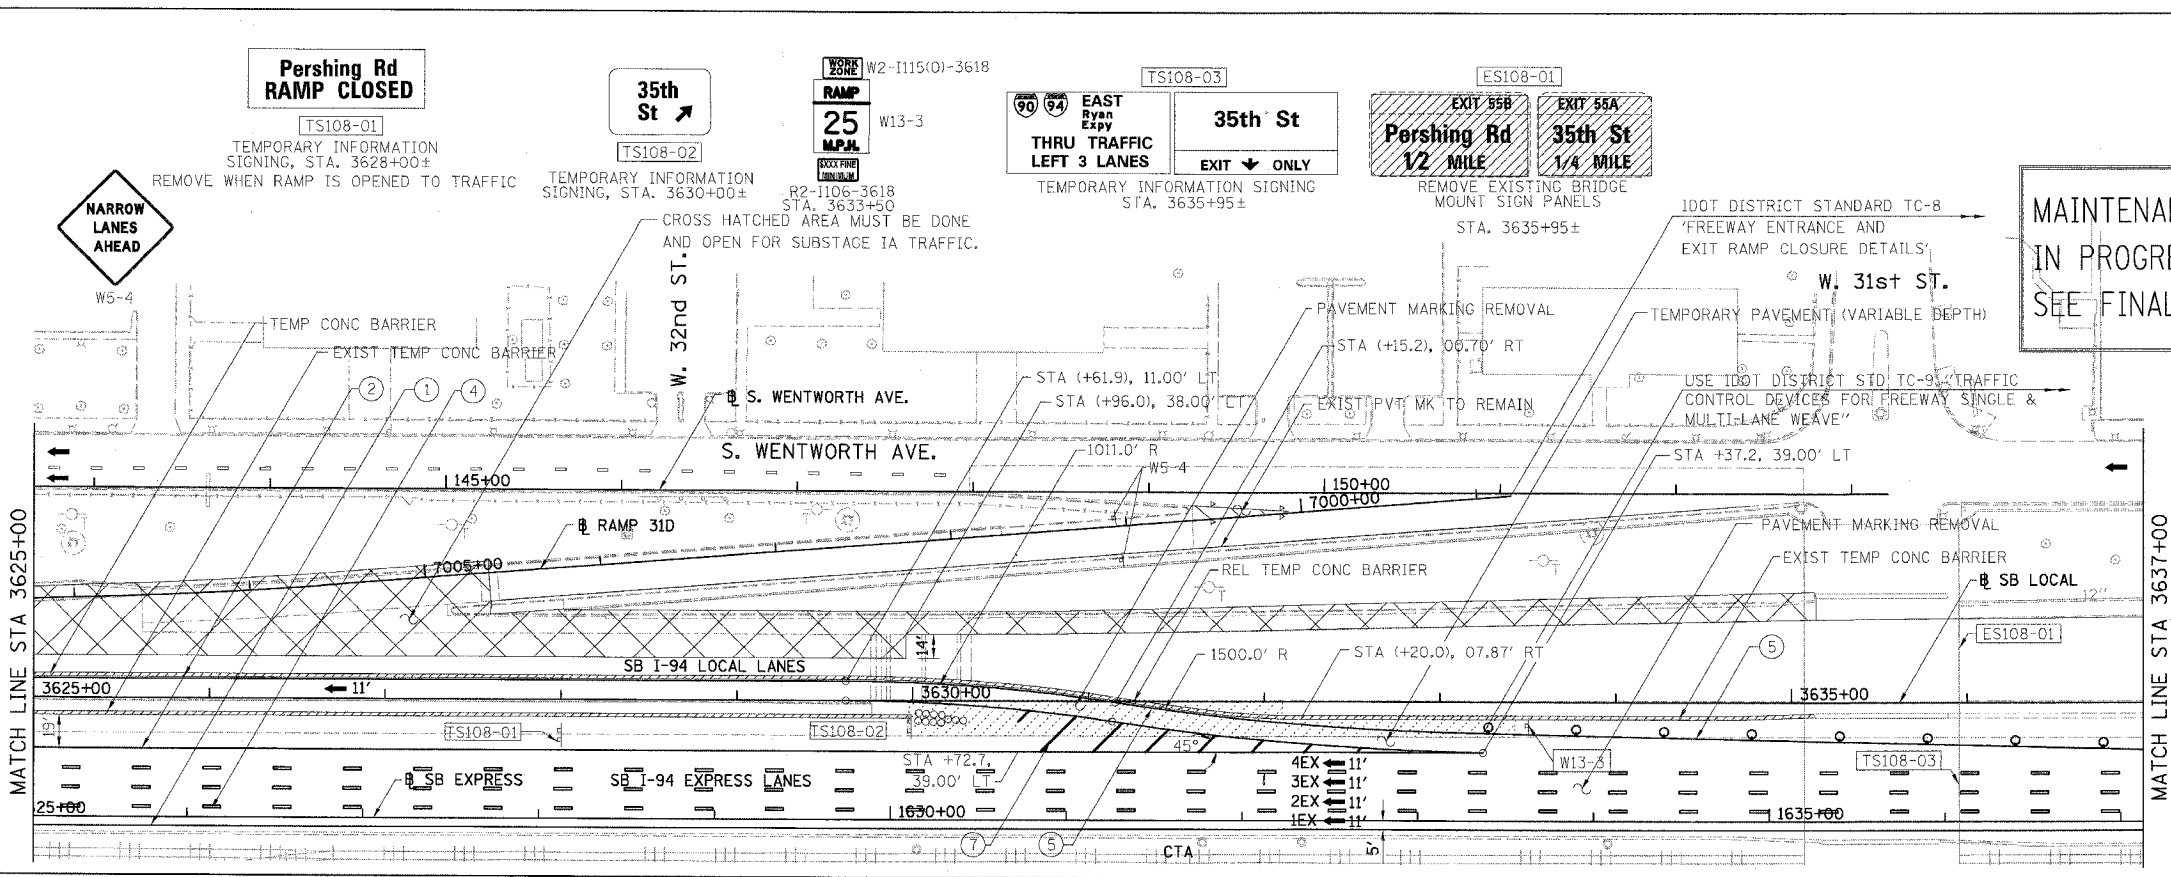 Pershing Rd
RAMP CLOSED
TS108-01
TEMPORARY INFORMATION
SIGNING, STA. 3628+00±
REMOVE WHEN RAMP IS OPENED TO TRAFFIC
NARROW
LANES
AHEAD
W5-4
35th
St ↗
TS108-02
TEMPORARY INFORMATION
SIGNING, STA. 3630+00±
WORK
ZONE
W2-I115(O)-3618
RAMP
25
M.P.H.
W13-3
$XXX FINE
MINIMUM
R2-I106-3618
STA. 3633+50
CROSS HATCHED AREA MUST BE DONE
AND OPEN FOR SUBSTAGE IA TRAFFIC.
TS108-03
90 94 EAST
Ryan
Expy
THRU TRAFFIC
LEFT 3 LANES
35th St
EXIT ↓ ONLY
TEMPORARY INFORMATION SIGNING
STA. 3635+95±
ES108-01
EXIT 55B
Pershing Rd
1/2 MILE
EXIT 55A
35th St
1/4 MILE
REMOVE EXISTING BRIDGE
MOUNT SIGN PANELS
STA. 3635+95±
IDOT DISTRICT STANDARD TC-8
'FREEWAY ENTRANCE AND
EXIT RAMP CLOSURE DETAILS'
MAINTENA
IN PROGRE
SEE FINAL
W. 31st ST.
W. 32nd ST.
TEMP CONC BARRIER
EXIST TEMP CONC BARRIER
2
1
4
PAVEMENT MARKING REMOVAL
TEMPORARY PAVEMENT (VARIABLE DEPTH)
STA (+15.2), 00.70' RT
STA (+61.9), 11.00' LT
STA (+96.0), 38.00' LT
EXIST PVT MK TO REMAIN
USE IDOT DISTRICT STD TC-9, "TRAFFIC
CONTROL DEVICES FOR FREEWAY SINGLE &
MULTI-LANE WEAVE"
℄ S. WENTWORTH AVE.
S. WENTWORTH AVE.
1011.0' R
W5-4
STA +37.2, 39.00' LT
145+00
150+00
7000+00
℄ RAMP 31D
7005+00
PAVEMENT MARKING REMOVAL
EXIST TEMP CONC BARRIER
REL TEMP CONC BARRIER
℄ SB LOCAL
12"
ES108-01
MATCH LINE STA 3625+00
MATCH LINE STA 3637+00
14'
SB I-94 LOCAL LANES
1500.0' R
STA (+20.0), 07.87' RT
5
3625+00
11'
3630+00
3635+00
19'
TS108-01
TS108-02
45°
STA +72.7,
39.00' LT
W13-3
TS108-03
℄ SB EXPRESS
SB I-94 EXPRESS LANES
4EX 11'
3EX 11'
2EX 11'
1EX 11'
25+00
1630+00
1635+00
7
5
CTA
5'